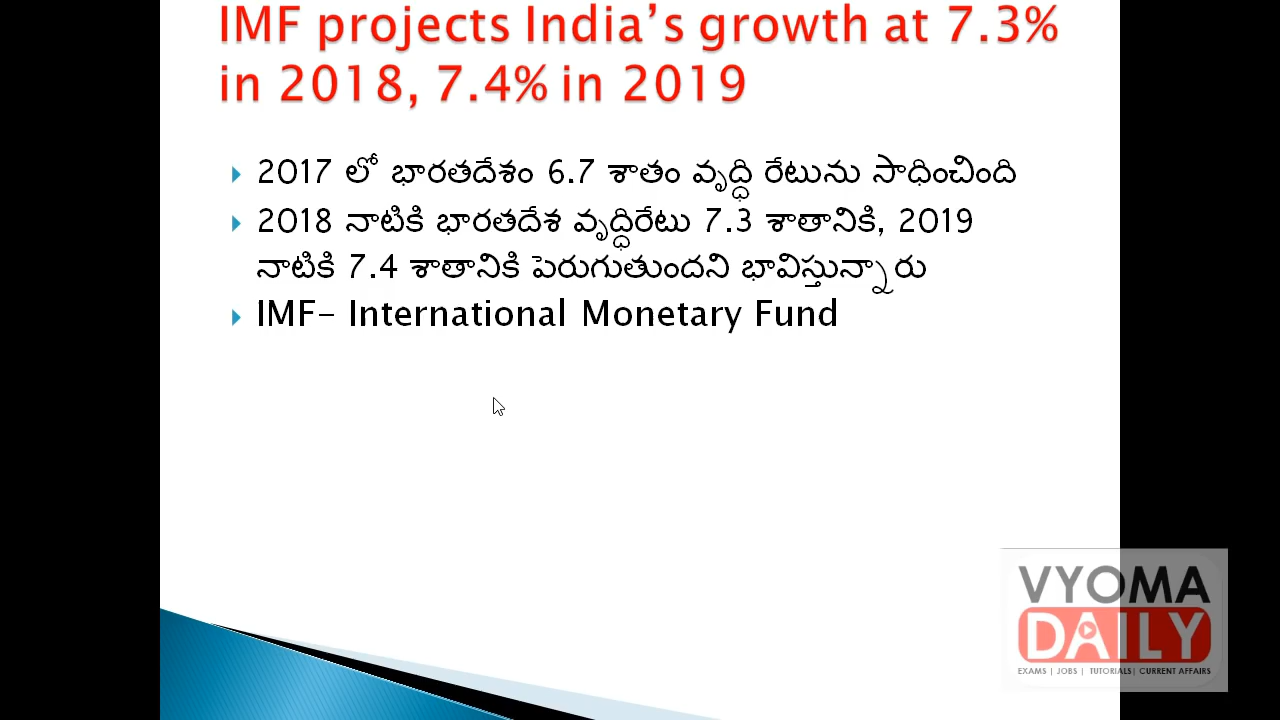 IMF projects India’s growth at 7.3%
in 2018, 7.4% in 2019
2017 లో భారతదేశం 6.7 శాతం వృద్ధి రేటును సాధించింది
2018 నాటికి భారతదేశ వృద్ధిరేటు 7.3 శాతానికి, 2019
నాటికి 7.4 శాతానికి పెరుగుతుందని భావిస్తున్నారు
IMF- International Monetary Fund
VYOMA
DAILY
EXAMS | JOBS | TUTORIALS | CURRENT AFFAIRS